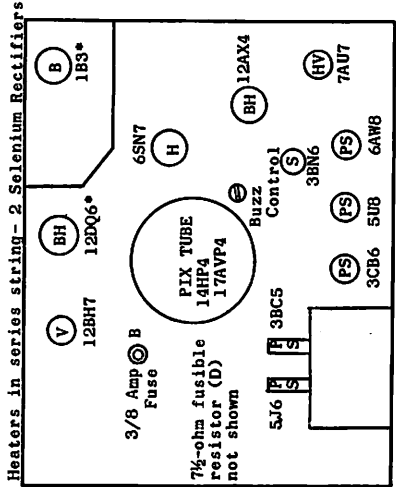 Heaters in series string- 2 Selenium Rectifiers
B
1B3*
BH
12DQ6*
V
12BH7
6SN7
H
12AX4
BH
HV
7AU7
3/8 Amp
Fuse
B
PIX TUBE
14HP4
17AVP4
Buzz
Control
S
3BN6
PS
6AW8
PS
5U8
PS
3CB6
7½-ohm fusible
resistor (D)
not shown
5J6
P S
3BC5
P S